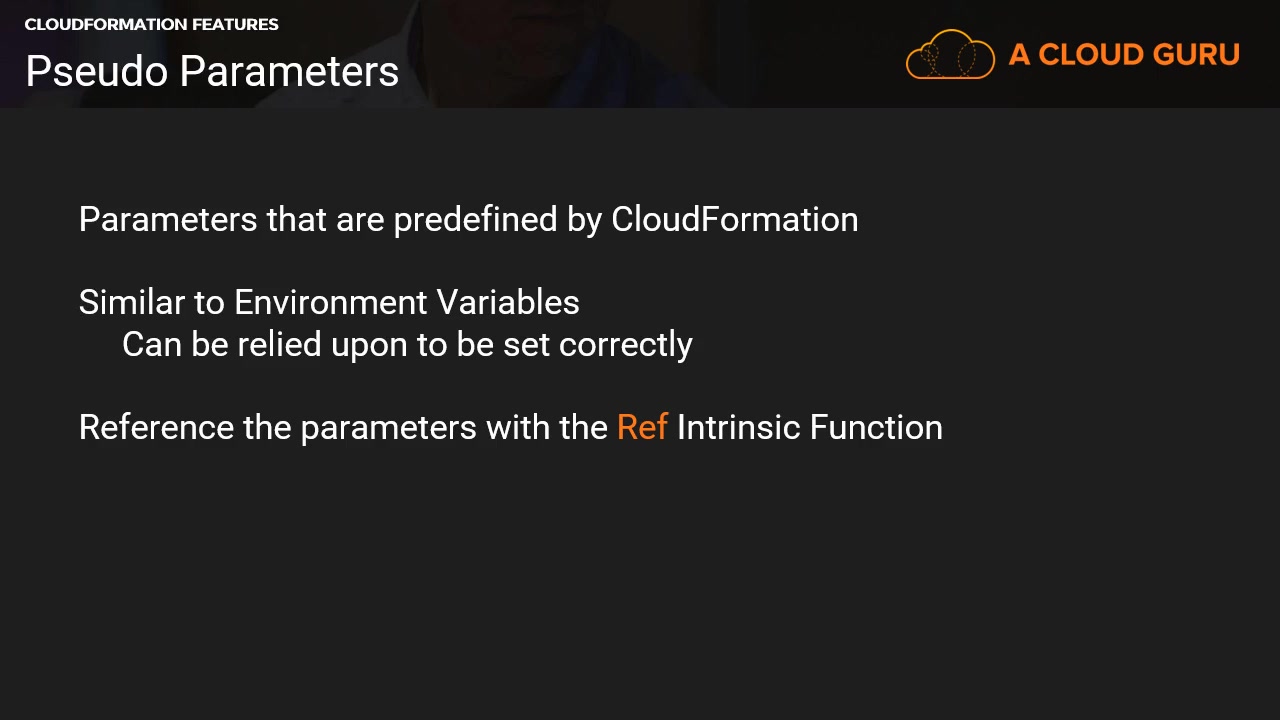 CLOUDFORMATION FEATURES
Pseudo Parameters
A CLOUD GURU
Parameters that are predefined by CloudFormation
Similar to Environment Variables
Can be relied upon to be set correctly
Reference the parameters with the Ref Intrinsic Function